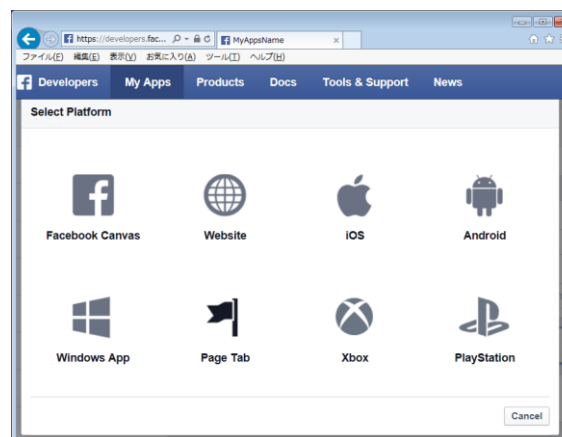 https://developers.fac... MyAppsName
ファイル(F) 編集(E) 表示(V) お気に入り(A) ツール(T) ヘルプ(H)
Developers My Apps Products Docs Tools & Support News
Select Platform
Facebook Canvas Website iOS Android
Windows App Page Tab Xbox PlayStation
Cancel